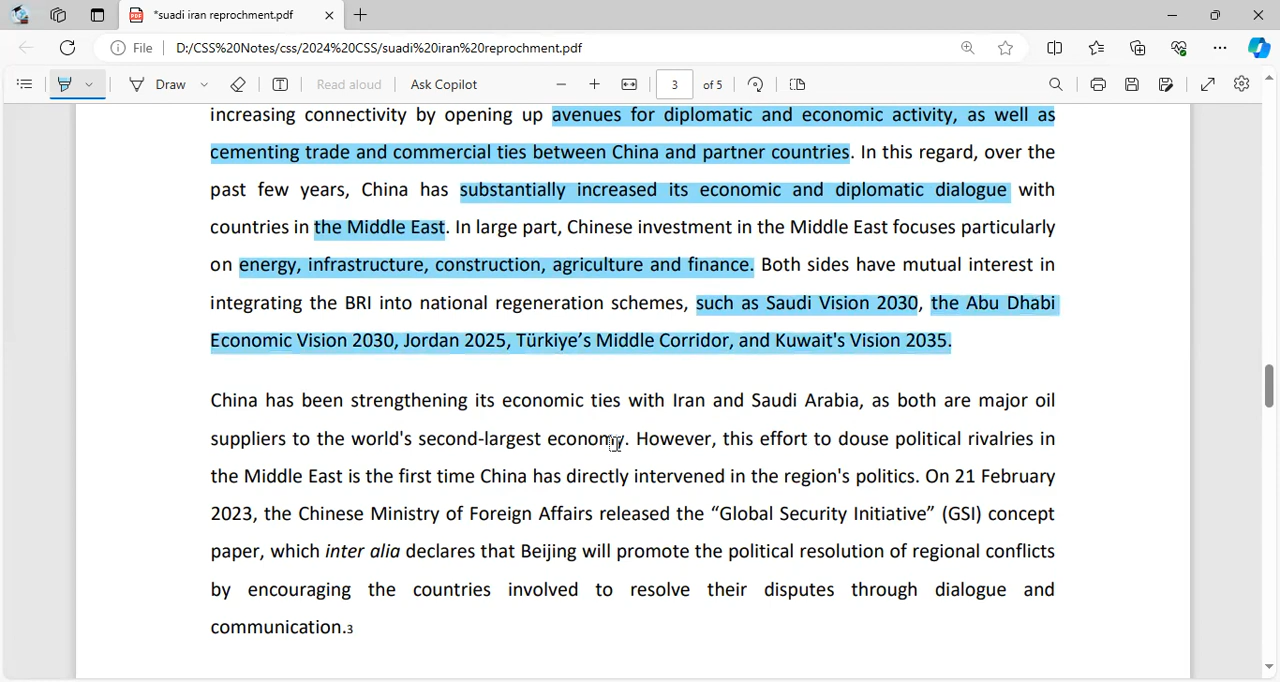 *suadi iran reprochment.pdf
File D:/CSS%20Notes/css/2024%20CSS/suadi%20iran%20reprochment.pdf
Draw Read aloud Ask Copilot 3 of 5
increasing connectivity by opening up avenues for diplomatic and economic activity, as well as
cementing trade and commercial ties between China and partner countries. In this regard, over the
past few years, China has substantially increased its economic and diplomatic dialogue with
countries in the Middle East. In large part, Chinese investment in the Middle East focuses particularly
on energy, infrastructure, construction, agriculture and finance. Both sides have mutual interest in
integrating the BRI into national regeneration schemes, such as Saudi Vision 2030, the Abu Dhabi
Economic Vision 2030, Jordan 2025, Türkiye’s Middle Corridor, and Kuwait's Vision 2035.
China has been strengthening its economic ties with Iran and Saudi Arabia, as both are major oil
suppliers to the world's second-largest economy. However, this effort to douse political rivalries in
the Middle East is the first time China has directly intervened in the region's politics. On 21 February
2023, the Chinese Ministry of Foreign Affairs released the “Global Security Initiative” (GSI) concept
paper, which inter alia declares that Beijing will promote the political resolution of regional conflicts
by encouraging the countries involved to resolve their disputes through dialogue and
communication.3